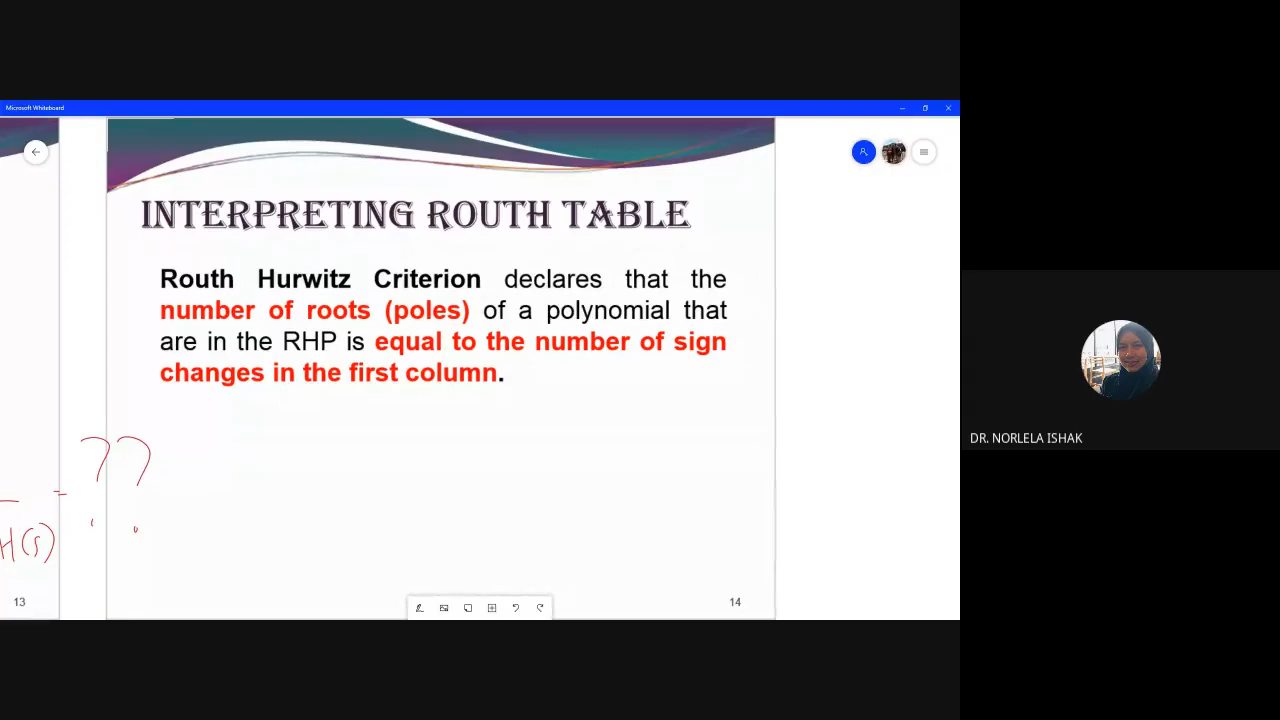 Microsoft Whiteboard
INTERPRETING ROUTH TABLE
Routh Hurwitz Criterion declares that the
number of roots (poles) of a polynomial that
are in the RHP is equal to the number of sign
changes in the first column.
= ??
H(s)
13
14
DR. NORLELA ISHAK